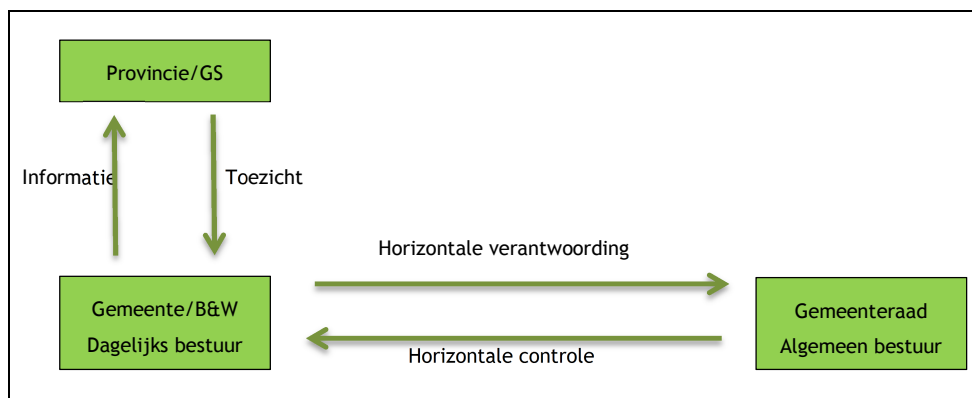 Provincie/GS
Informatie
Toezicht
Horizontale verantwoording
Gemeente/B&W
Dagelijks bestuur
Gemeenteraad
Algemeen bestuur
Horizontale controle